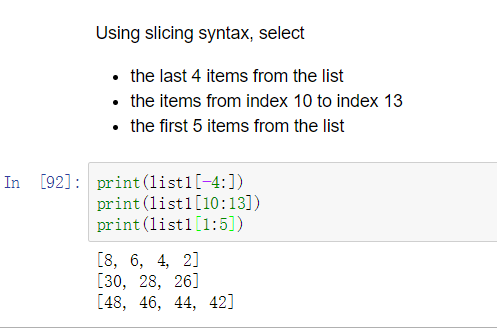 Using slicing syntax, select
• the last 4 items from the list
• the items from index 10 to index 13
• the first 5 items from the list
In [92]: print(list1[-4:])
print(list1[10:13])
print(list1[1:5])
[8, 6, 4, 2]
[30, 28, 26]
[48, 46, 44, 42]